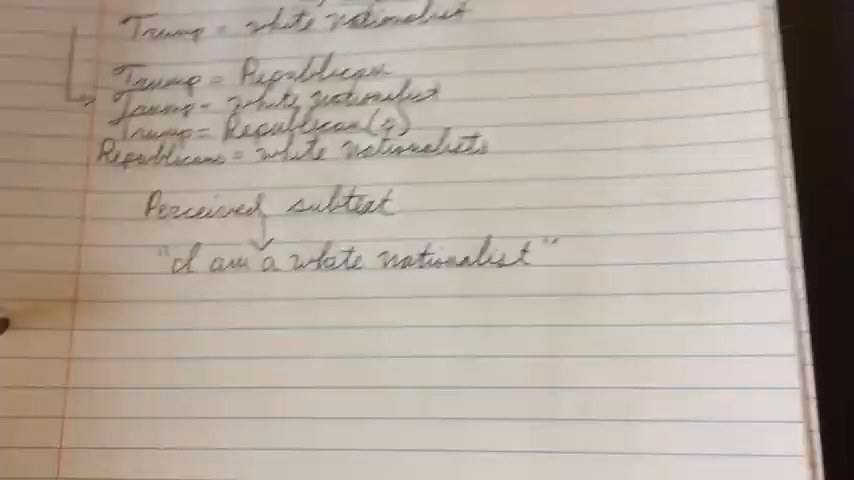 Trump = white nationalist
Trump = Republican
Trump = white nationalist
Trump = Republican(s)
Republicans = white nationalists
Perceived subtext
"I am a white nationalist"